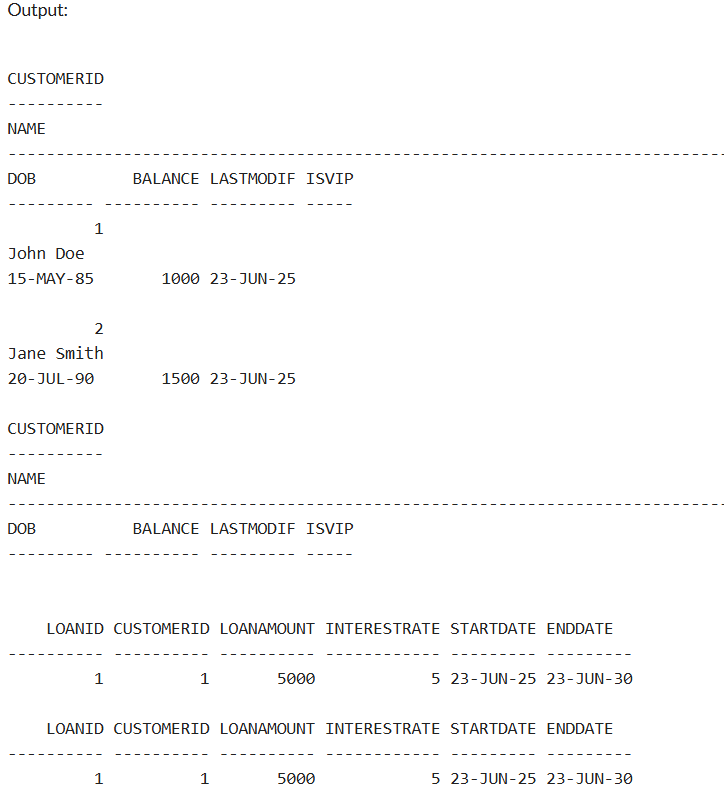 Output:
CUSTOMERID
----------
NAME
---------------------------------------------------------------------------
DOB          BALANCE LASTMODIF ISVIP
--------- ---------- --------- -----
         1
John Doe
15-MAY-85       1000 23-JUN-25
         2
Jane Smith
20-JUL-90       1500 23-JUN-25
CUSTOMERID
----------
NAME
---------------------------------------------------------------------------
DOB          BALANCE LASTMODIF ISVIP
--------- ---------- --------- -----
    LOANID CUSTOMERID LOANAMOUNT INTERESTRATE STARTDATE ENDDATE
---------- ---------- ---------- ------------ --------- ---------
         1          1       5000            5 23-JUN-25 23-JUN-30
    LOANID CUSTOMERID LOANAMOUNT INTERESTRATE STARTDATE ENDDATE
---------- ---------- ---------- ------------ --------- ---------
         1          1       5000            5 23-JUN-25 23-JUN-30